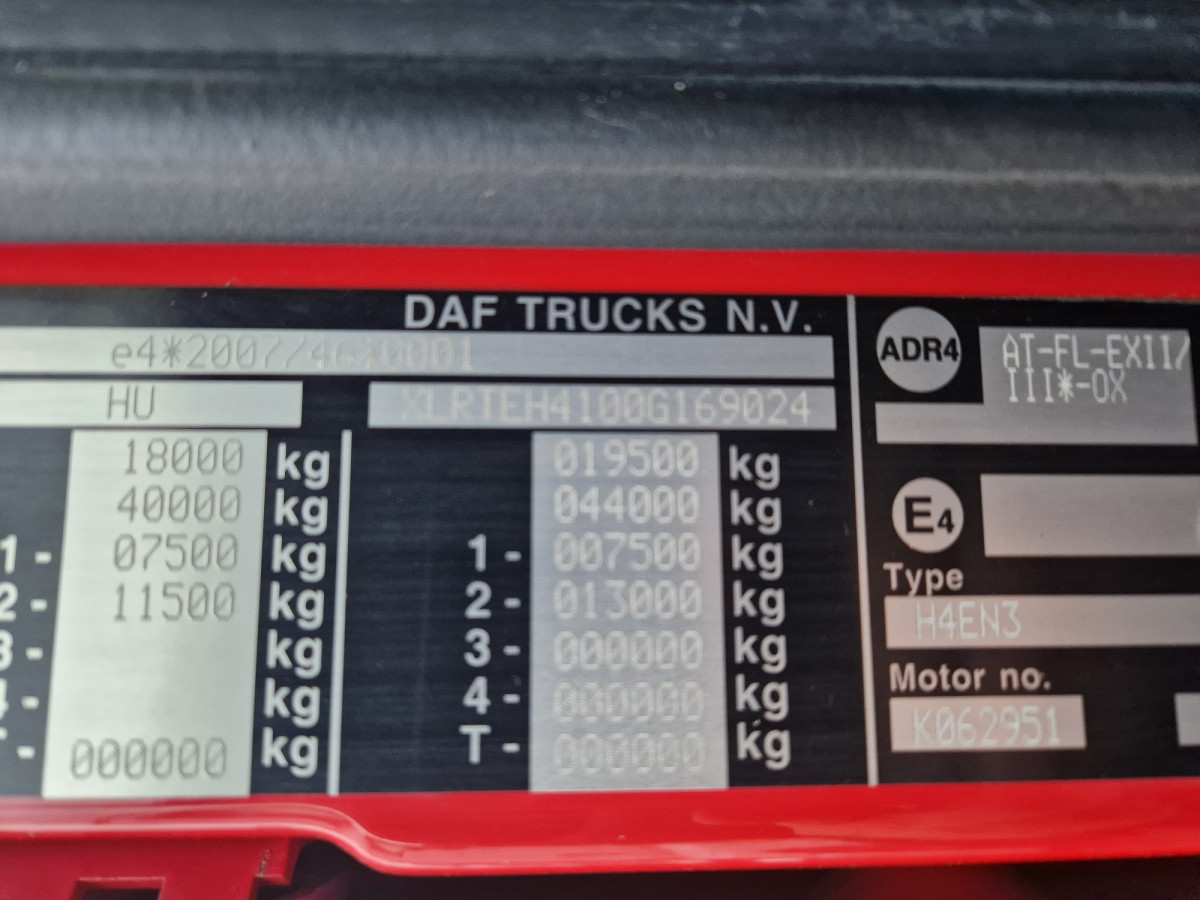 DAF TRUCKS N.V.
e4*2007/46*0001
HU XLRTEH4100G169024
18000 kg 019500 kg
40000 kg 044000 kg
1- 07500 kg 1- 007500 kg
2- 11500 kg 2- 013000 kg
3- kg 3- 000000 kg
4- kg 4- 000000 kg
T- 000000 kg T- 000000 kg
ADR4 AT-FL-EXII/
III*-OX
E4
Type
H4EN3
Motor no.
K062951